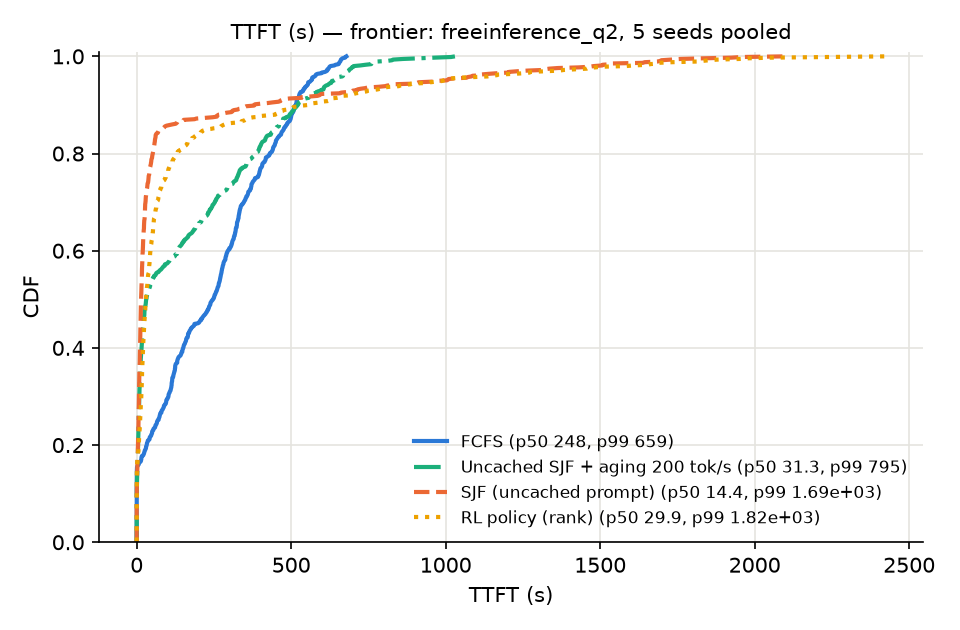 TTFT (s) — frontier: freeinference_q2, 5 seeds pooled
1.0
0.8
0.6
0.4
0.2
0.0
CDF
FCFS (p50 248, p99 659)
Uncached SJF + aging 200 tok/s (p50 31.3, p99 795)
SJF (uncached prompt) (p50 14.4, p99 1.69e+03)
RL policy (rank) (p50 29.9, p99 1.82e+03)
0 500 1000 1500 2000 2500
TTFT (s)